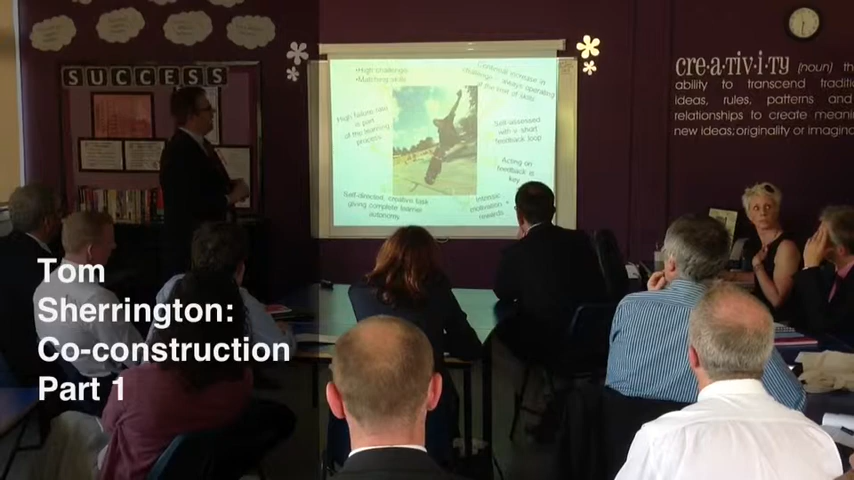 SUCCESS
•High challenge
•Matching skills
Continual increase in
challenge - always operating
at the level of skills
High failure rate
is part
of the learning
process
Self-assessed
with a short
feedback loop
Acting on
feedback is
key
Self-directed, creative task
giving complete learner
autonomy
Intrinsic
motivation
rewards
cre·a·tiv·i·ty (noun) th
ability to transcend traditi
ideas, rules, patterns and
relationships to create meanin
new ideas; originality or imagina
Tom
Sherrington:
Co-construction
Part 1